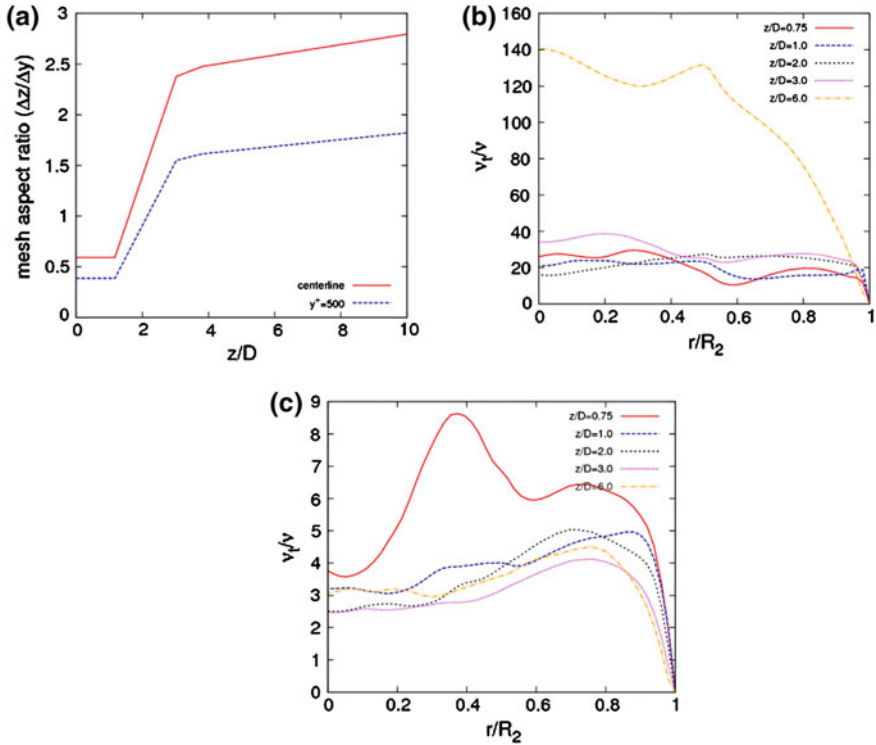 (a)
mesh aspect ratio (Δz/Δy)
3
2.5
2
1.5
1
0.5
0
0 2 4 6 8 10
z/D
centerline
y⁺=500
(b)
ν_t/ν
160
140
120
100
80
60
40
20
0
0 0.2 0.4 0.6 0.8 1
r/R₂
z/D=0.75
z/D=1.0
z/D=2.0
z/D=3.0
z/D=6.0
(c)
ν_t/ν
9
8
7
6
5
4
3
2
1
0
0 0.2 0.4 0.6 0.8 1
r/R₂
z/D=0.75
z/D=1.0
z/D=2.0
z/D=3.0
z/D=6.0